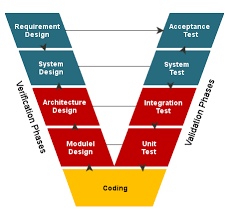 Requirement
Design
Acceptance
Test
System
Design
System
Test
Architecture
Design
Integration
Test
Modulel
Design
Unit
Test
Coding
Verification Phases
Validation Phases